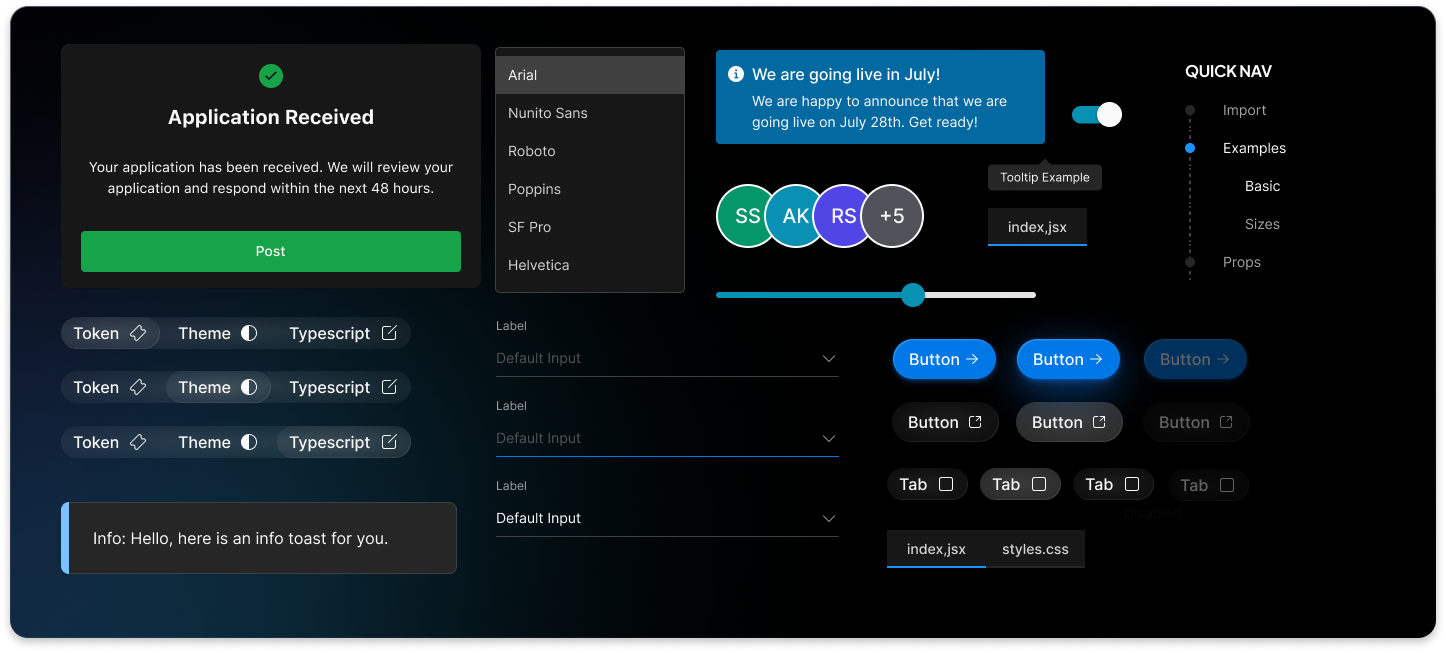 Application Received
Your application has been received. We will review your
application and respond within the next 48 hours.
Post
Arial
Nunito Sans
Roboto
Poppins
SF Pro
Helvetica
We are going live in July!
We are happy to announce that we are
going live on July 28th. Get ready!
Tooltip Example
SS AK RS +5
index,jsx
QUICK NAV
Import
Examples
Basic
Sizes
Props
Token Theme Typescript
Token Theme Typescript
Token Theme Typescript
Info: Hello, here is an info toast for you.
Label
Default Input
Label
Default Input
Label
Default Input
Button Button Button
Button Button Button
Tab Tab Tab Tab
Disabled
index,jsx styles.css